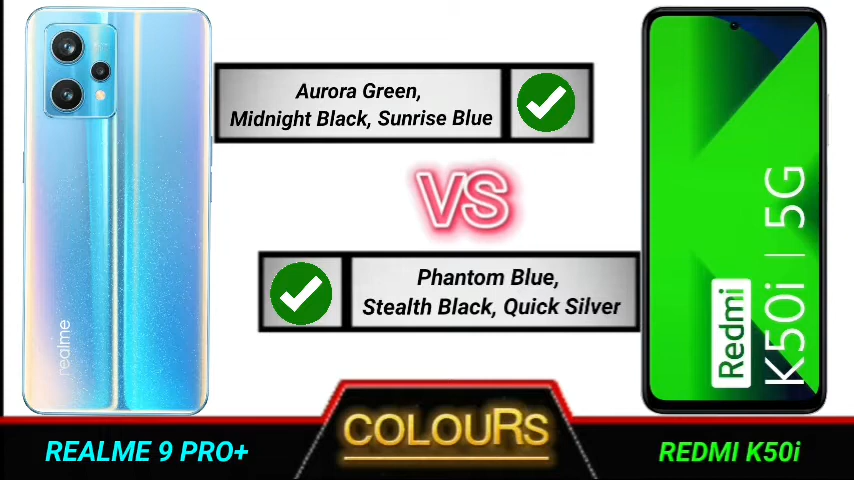 Aurora Green,
Midnight Black, Sunrise Blue
VS
Phantom Blue,
Stealth Black, Quick Silver
realme
Redmi
K50i | 5G
COLOURS
REALME 9 PRO+
REDMI K50i